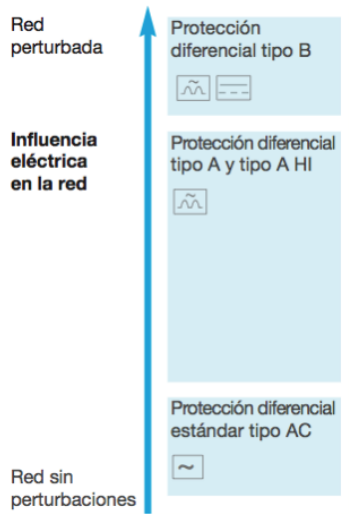 Red
perturbada
Protección
diferencial tipo B
Influencia
eléctrica
en la red
Protección diferencial
tipo A y tipo A HI
Protección diferencial
estándar tipo AC
~
Red sin
perturbaciones